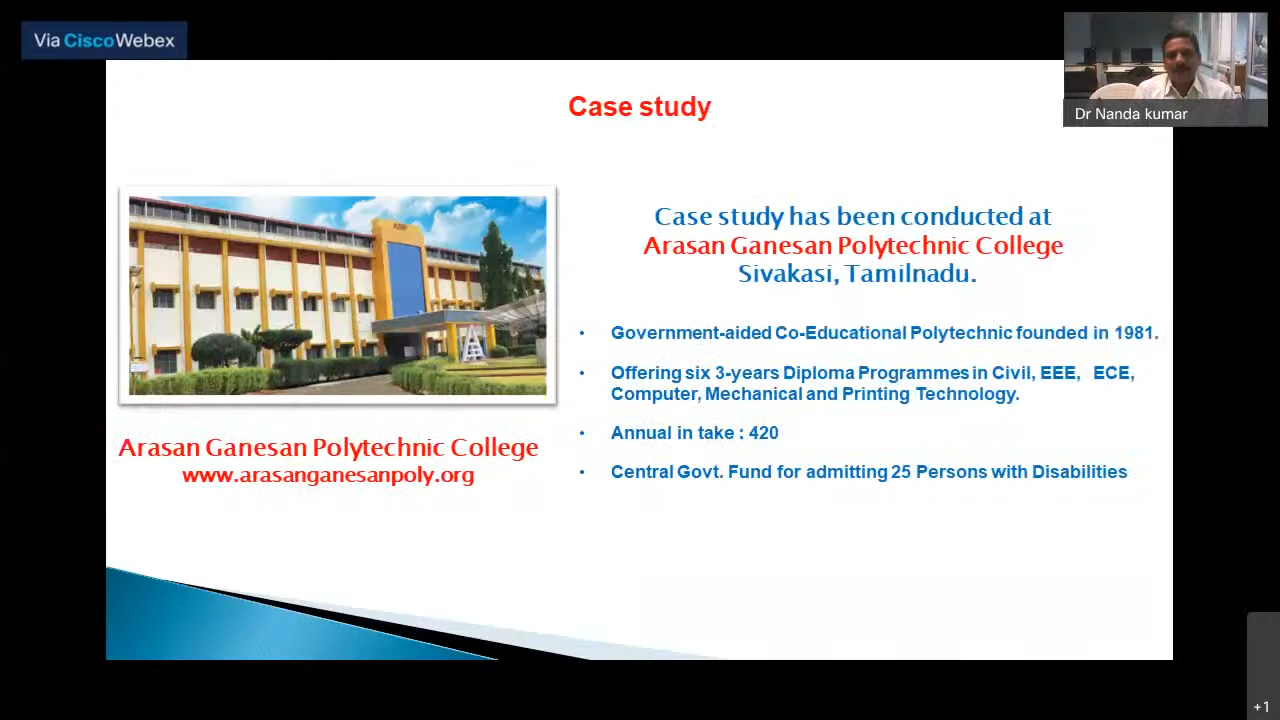 Via CiscoWebex
Dr Nanda kumar
Case study
Case study has been conducted at
Arasan Ganesan Polytechnic College
Sivakasi, Tamilnadu.
• Government-aided Co-Educational Polytechnic founded in 1981.
• Offering six 3-years Diploma Programmes in Civil, EEE, ECE,
Computer, Mechanical and Printing Technology.
• Annual in take : 420
• Central Govt. Fund for admitting 25 Persons with Disabilities
Arasan Ganesan Polytechnic College
www.arasanganesanpoly.org
+1